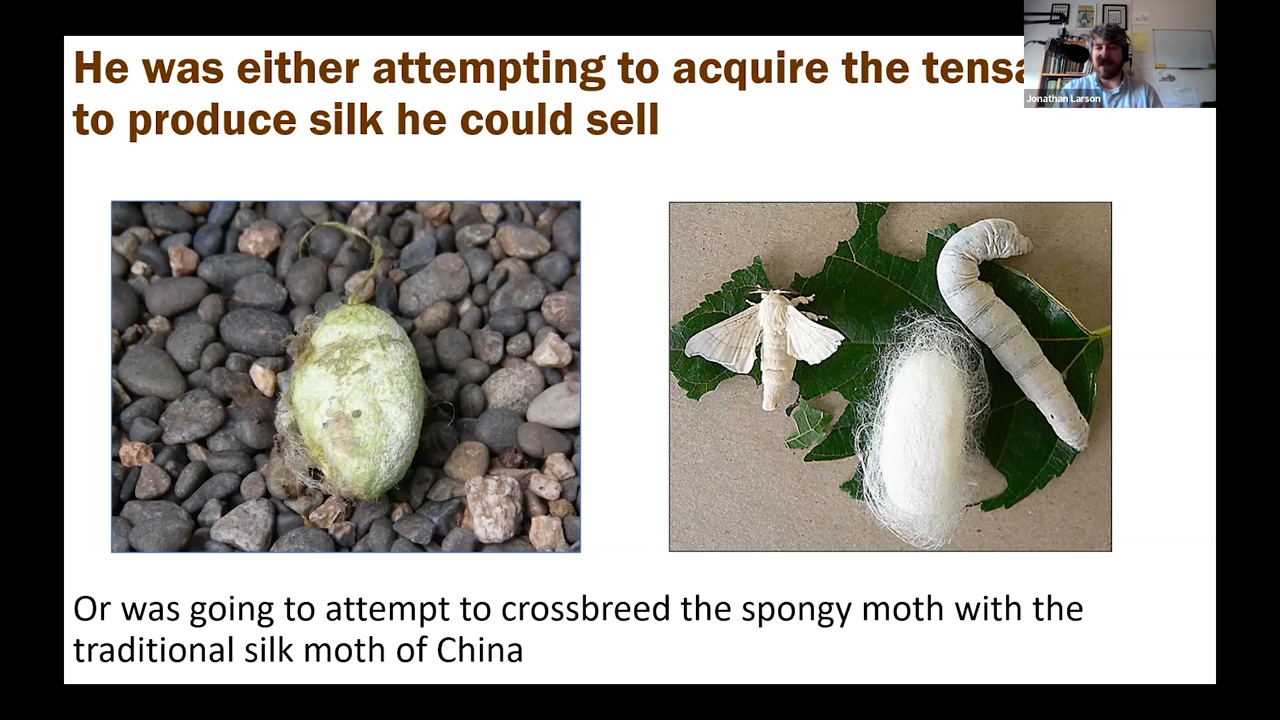 He was either attempting to acquire the
to produce silk he could sell
Jonathan Larson
Or was going to attempt to crossbreed the spongy moth with the
traditional silk moth of China